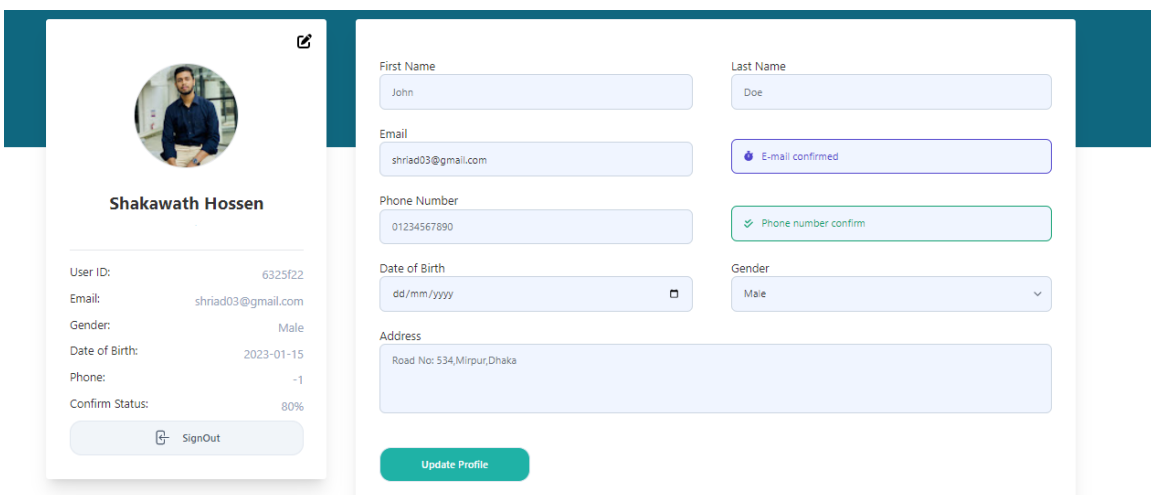 Shakawath Hossen
User ID: 6325f22
Email: shriad03@gmail.com
Gender: Male
Date of Birth: 2023-01-15
Phone: -1
Confirm Status: 80%
SignOut
First Name
John
Last Name
Doe
Email
shriad03@gmail.com
E-mail confirmed
Phone Number
01234567890
Phone number confirm
Date of Birth
dd/mm/yyyy
Gender
Male
Address
Road No: 534,Mirpur,Dhaka
Update Profile